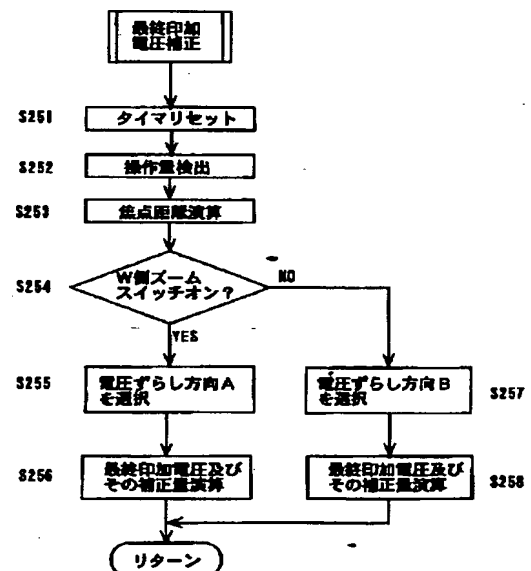 最終印加
電圧補正
S251
タイマリセット
S252
操作量検出
S253
焦点距離演算
S254
W側ズーム
スイッチオン？
NO
YES
S255
電圧ずらし方向A
を選択
電圧ずらし方向B
を選択
S257
S256
最終印加電圧及び
その補正量演算
最終印加電圧及び
その補正量演算
S258
リターン